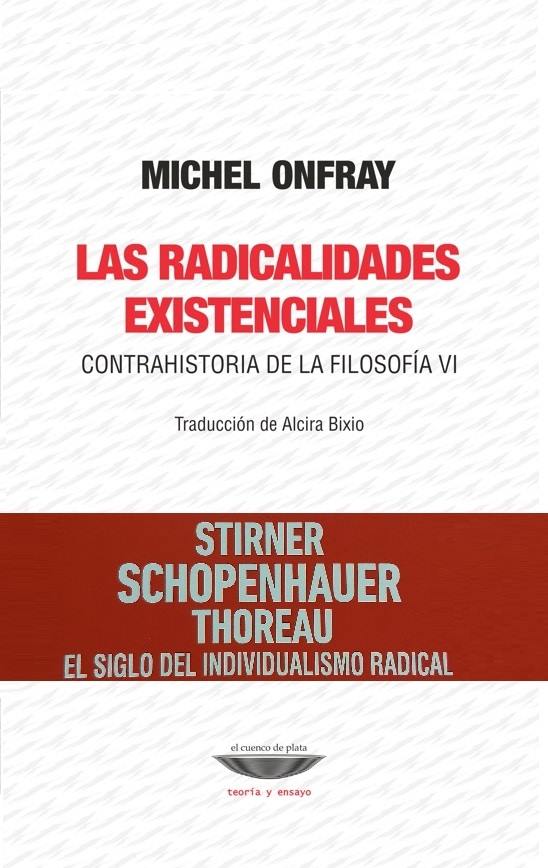 MICHEL ONFRAY
LAS RADICALIDADES
EXISTENCIALES
CONTRAHISTORIA DE LA FILOSOFÍA VI
Traducción de Alcira Bixio
STIRNER
SCHOPENHAUER
THOREAU
EL SIGLO DEL INDIVIDUALISMO RADICAL
el cuenco de plata
teoría y ensayo